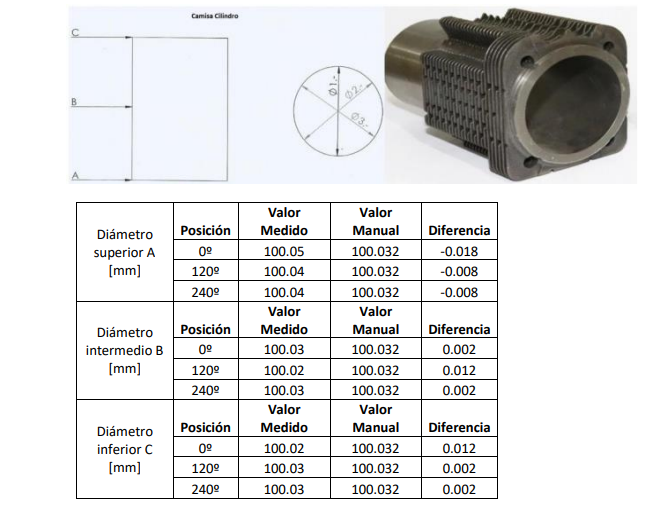 Camisa Cilindro
C
B
A
Ø1.-
Ø2.-
Ø3.-
Diámetro superior A [mm]
Posición Valor Medido Valor Manual Diferencia
0º 100.05 100.032 -0.018
120º 100.04 100.032 -0.008
240º 100.04 100.032 -0.008
Diámetro intermedio B [mm]
Posición Valor Medido Valor Manual Diferencia
0º 100.03 100.032 0.002
120º 100.02 100.032 0.012
240º 100.03 100.032 0.002
Diámetro inferior C [mm]
Posición Valor Medido Valor Manual Diferencia
0º 100.02 100.032 0.012
120º 100.03 100.032 0.002
240º 100.03 100.032 0.002